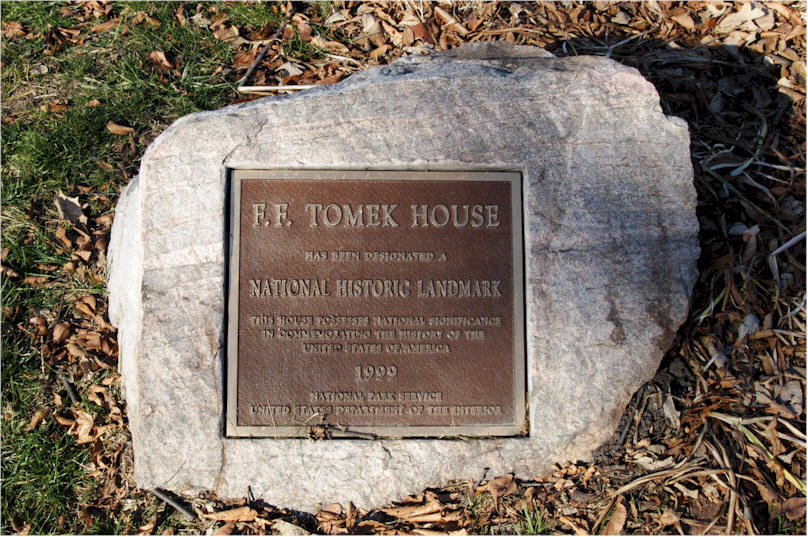 F.F. TOMEK HOUSE
HAS BEEN DESIGNATED A
NATIONAL HISTORIC LANDMARK
THIS HOUSE POSSESSES NATIONAL SIGNIFICANCE
IN COMMEMORATING THE HISTORY OF THE
UNITED STATES OF AMERICA
1999
NATIONAL PARK SERVICE
UNITED STATES DEPARTMENT OF THE INTERIOR